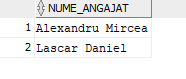 NUME_ANGAJAT
1 Alexandru Mircea
2 Lascar Daniel